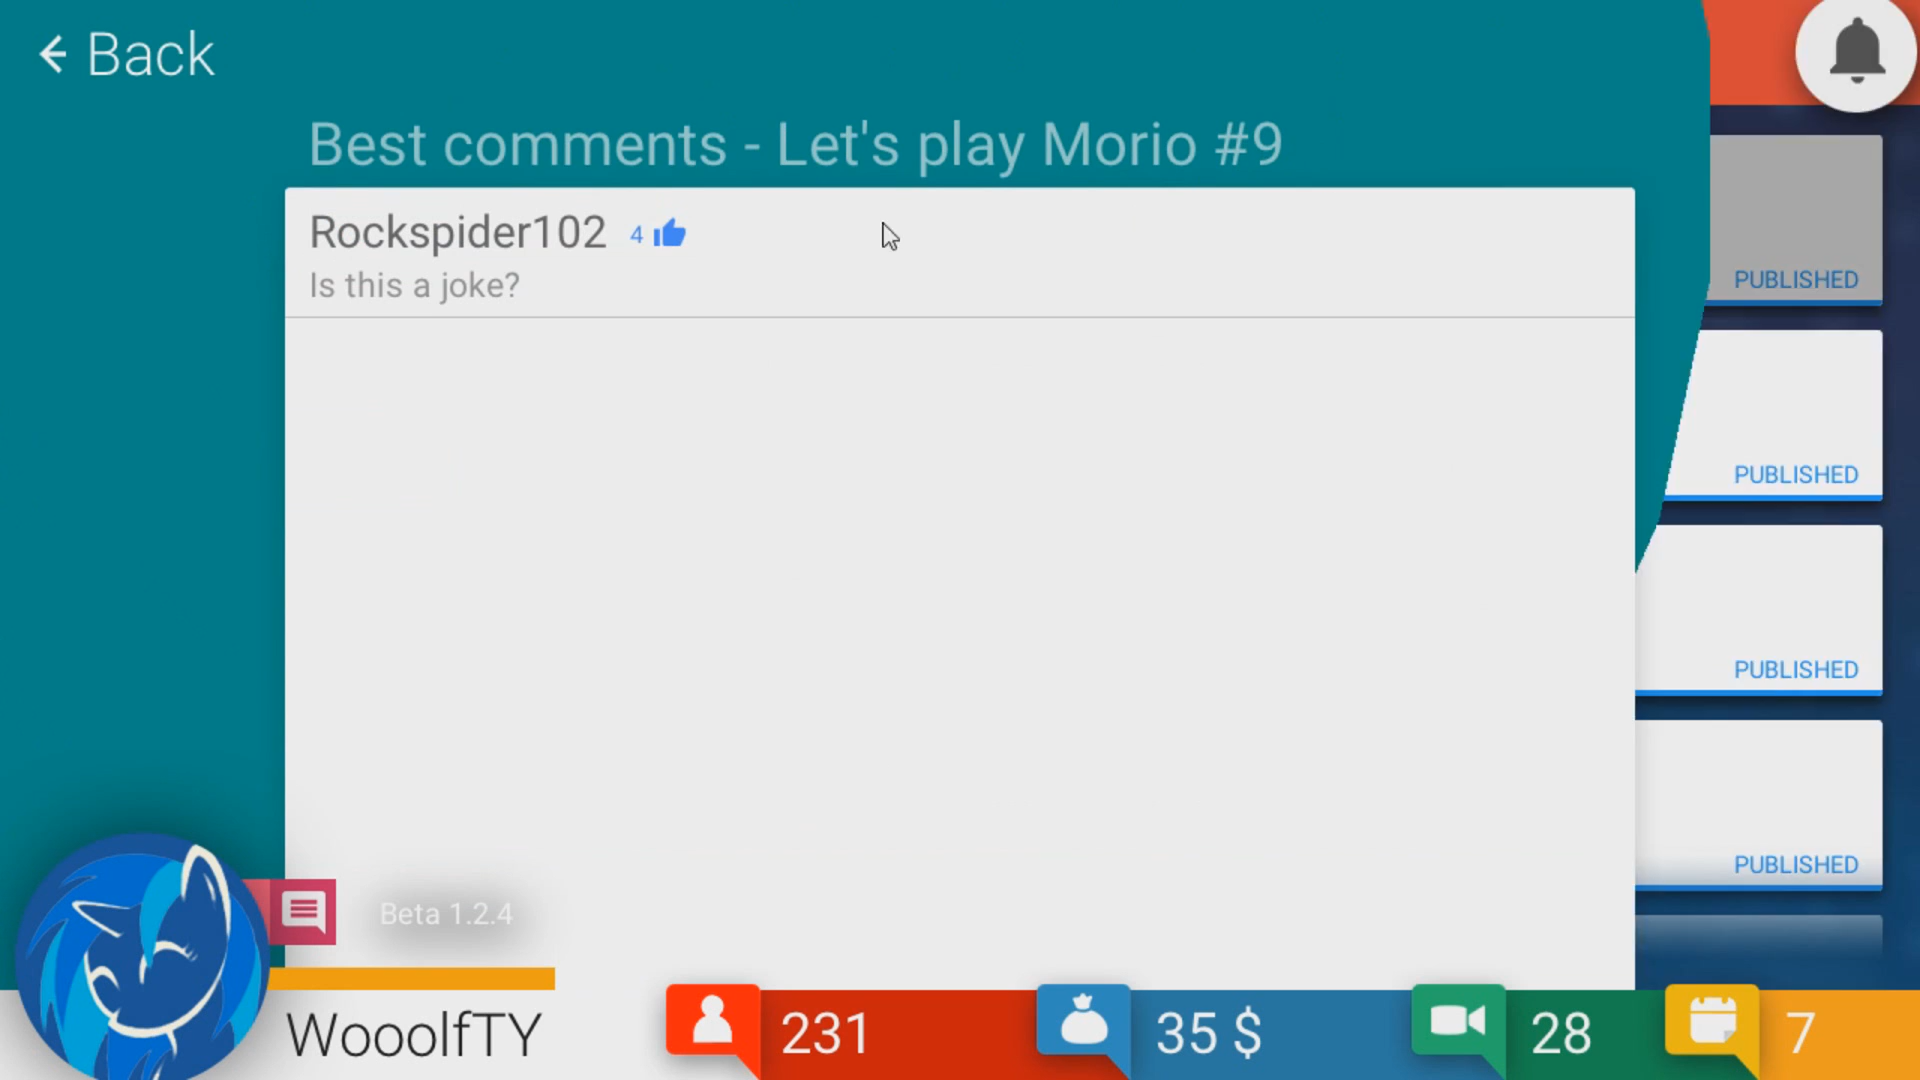 Back
Best comments - Let's play Morio #9
Rockspider102 4
Is this a joke?
PUBLISHED
PUBLISHED
PUBLISHED
PUBLISHED
Beta 1.2.4
WooolfTY
231
35 $
28
7